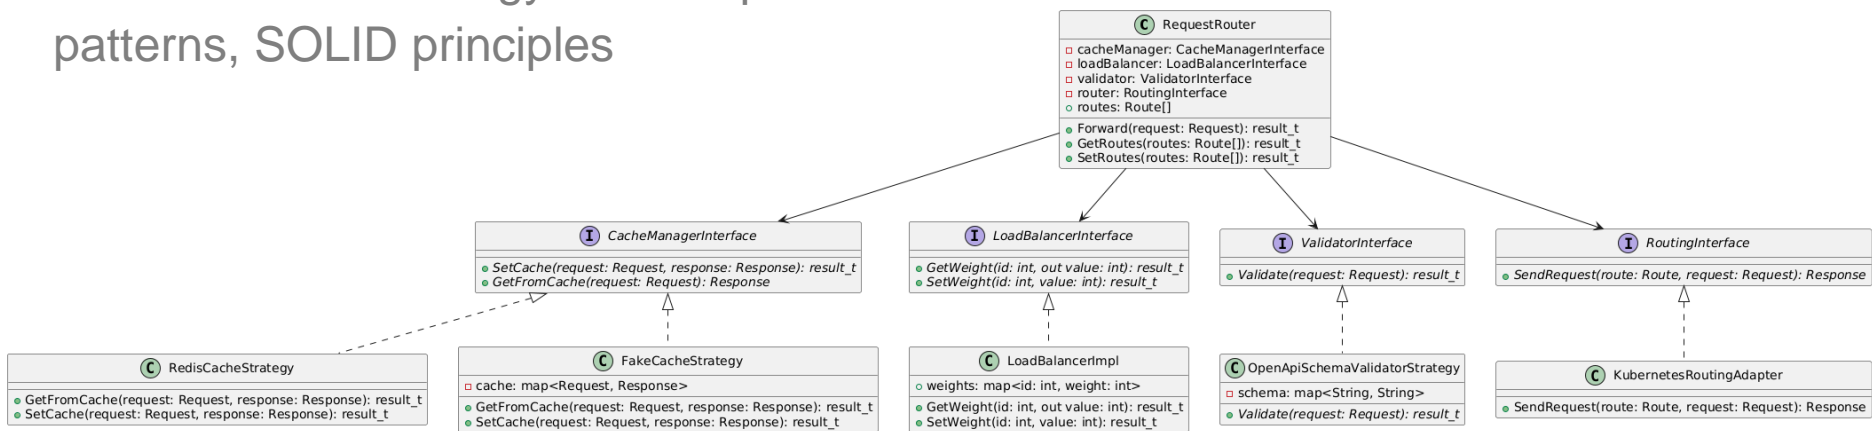 patterns, SOLID principles
C RequestRouter
cacheManager: CacheManagerInterface
loadBalancer: LoadBalancerInterface
validator: ValidatorInterface
router: RoutingInterface
routes: Route[]
Forward(request: Request): result_t
GetRoutes(routes: Route[]): result_t
SetRoutes(routes: Route[]): result_t
I CacheManagerInterface
SetCache(request: Request, response: Response): result_t
GetFromCache(request: Request): Response
I LoadBalancerInterface
GetWeight(id: int, out value: int): result_t
SetWeight(id: int, value: int): result_t
I ValidatorInterface
Validate(request: Request): result_t
I RoutingInterface
SendRequest(route: Route, request: Request): Response
C RedisCacheStrategy
GetFromCache(request: Request, response: Response): result_t
SetCache(request: Request, response: Response): result_t
C FakeCacheStrategy
cache: map<Request, Response>
GetFromCache(request: Request, response: Response): result_t
SetCache(request: Request, response: Response): result_t
C LoadBalancerImpl
weights: map<id: int, weight: int>
GetWeight(id: int, out value: int): result_t
SetWeight(id: int, value: int): result_t
C OpenApiSchemaValidatorStrategy
schema: map<String, String>
Validate(request: Request): result_t
C KubernetesRoutingAdapter
SendRequest(route: Route, request: Request): Response